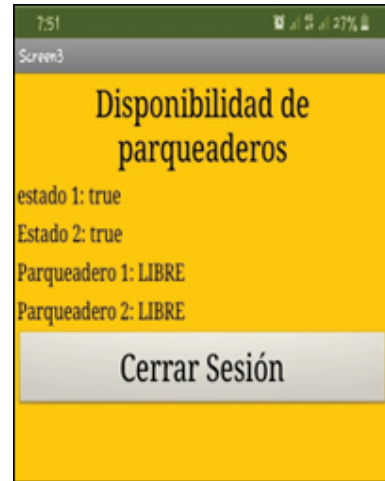 7:51 27%
Screen3
Disponibilidad de
parqueaderos
estado 1: true
Estado 2: true
Parqueadero 1: LIBRE
Parqueadero 2: LIBRE
Cerrar Sesión